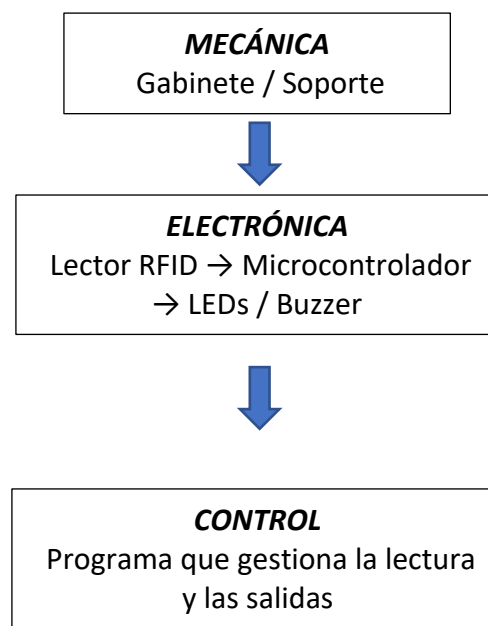 MECÁNICA
Gabinete / Soporte
ELECTRÓNICA
Lector RFID → Microcontrolador
→ LEDs / Buzzer
CONTROL
Programa que gestiona la lectura
y las salidas